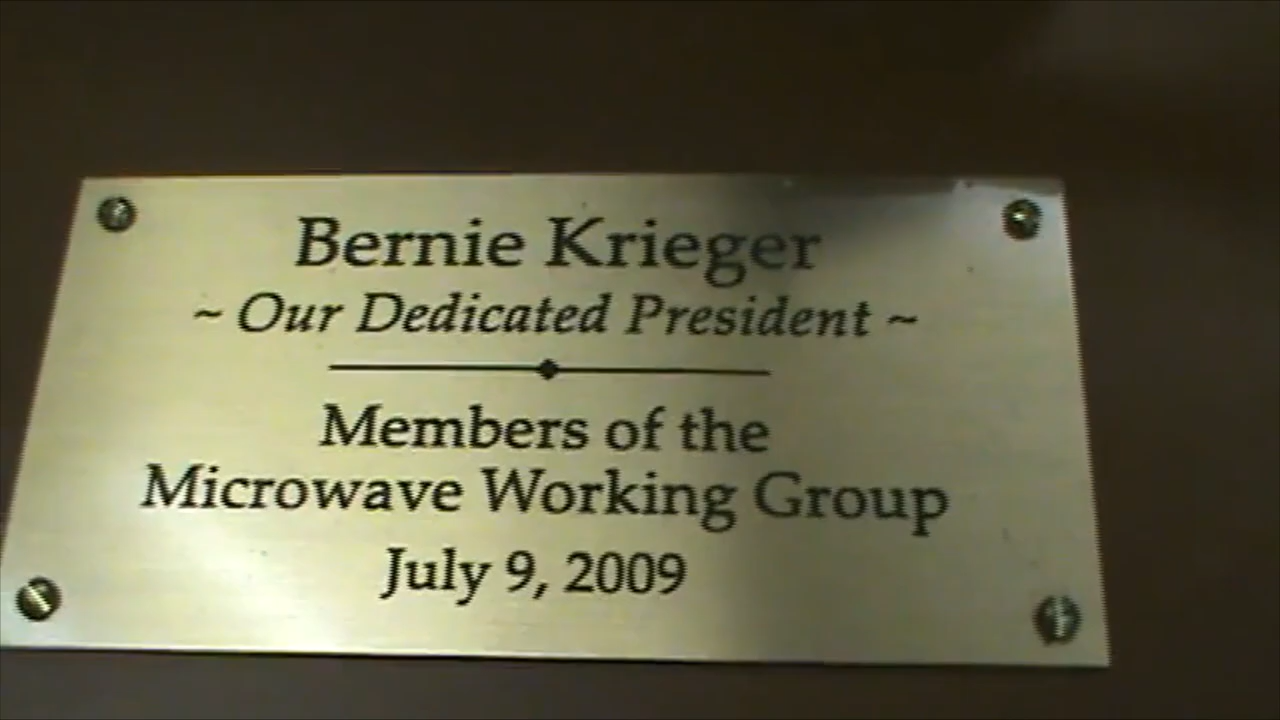 Bernie Krieger
~ Our Dedicated President ~
Members of the
Microwave Working Group
July 9, 2009